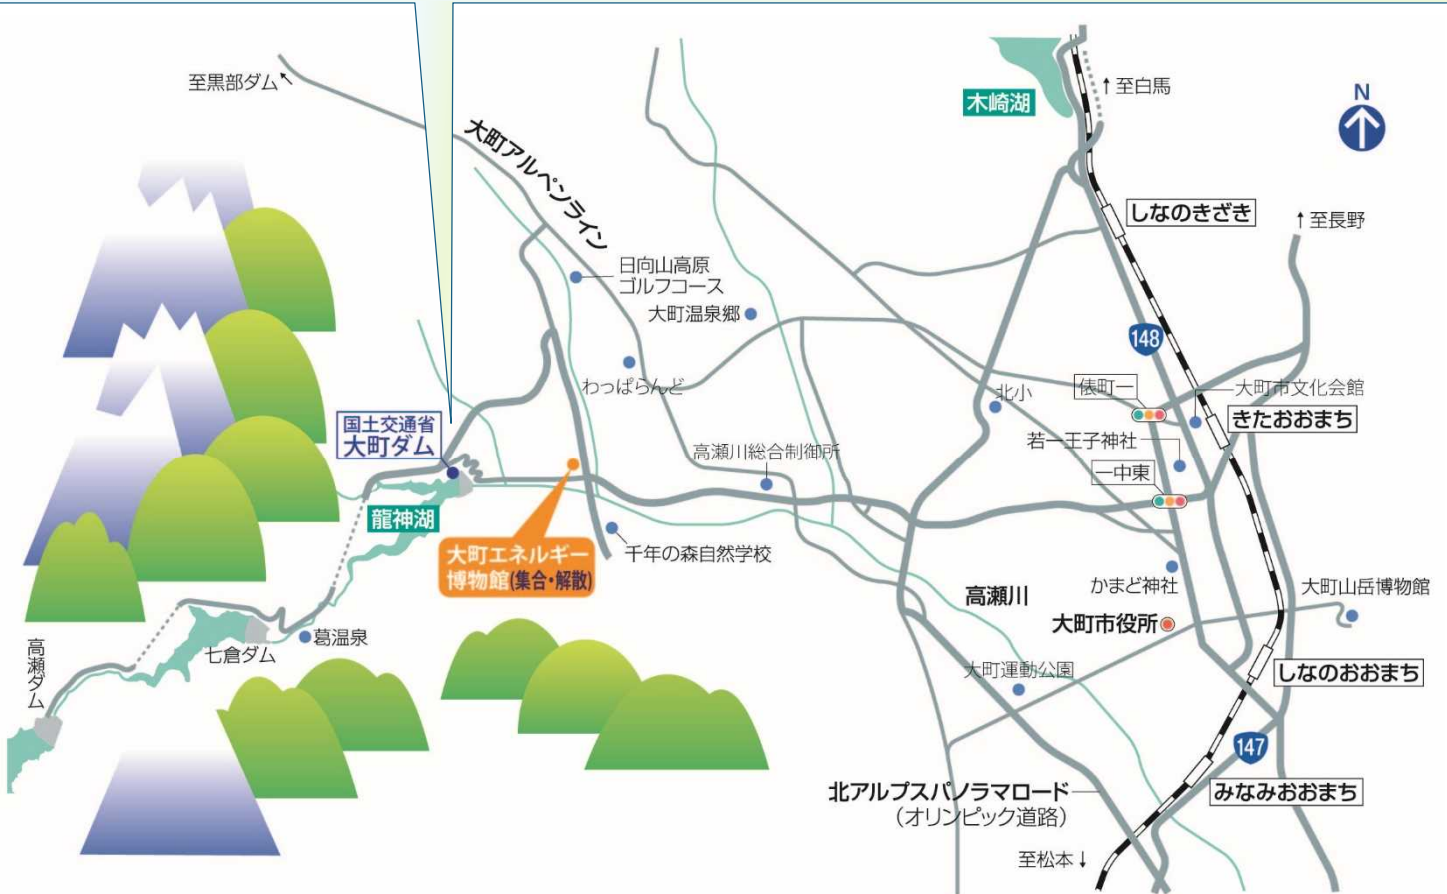 至黒部ダム
大町アルペンライン
木崎湖
↑至白馬
N
しなのきざき
↑至長野
日向山高原
ゴルフコース
大町温泉郷
148
わっぱらんど
北小
俵町一
大町市文化会館
きたおおまち
国土交通省
大町ダム
若一王子神社
高瀬川総合制御所
一中東
龍神湖
大町エネルギー
博物館(集合・解散)
千年の森自然学校
かまど神社
高瀬川
大町山岳博物館
大町市役所
葛温泉
七倉ダム
高瀬ダム
大町運動公園
しなのおおまち
147
北アルプスパノラマロード
(オリンピック道路)
みなみおおまち
至松本↓